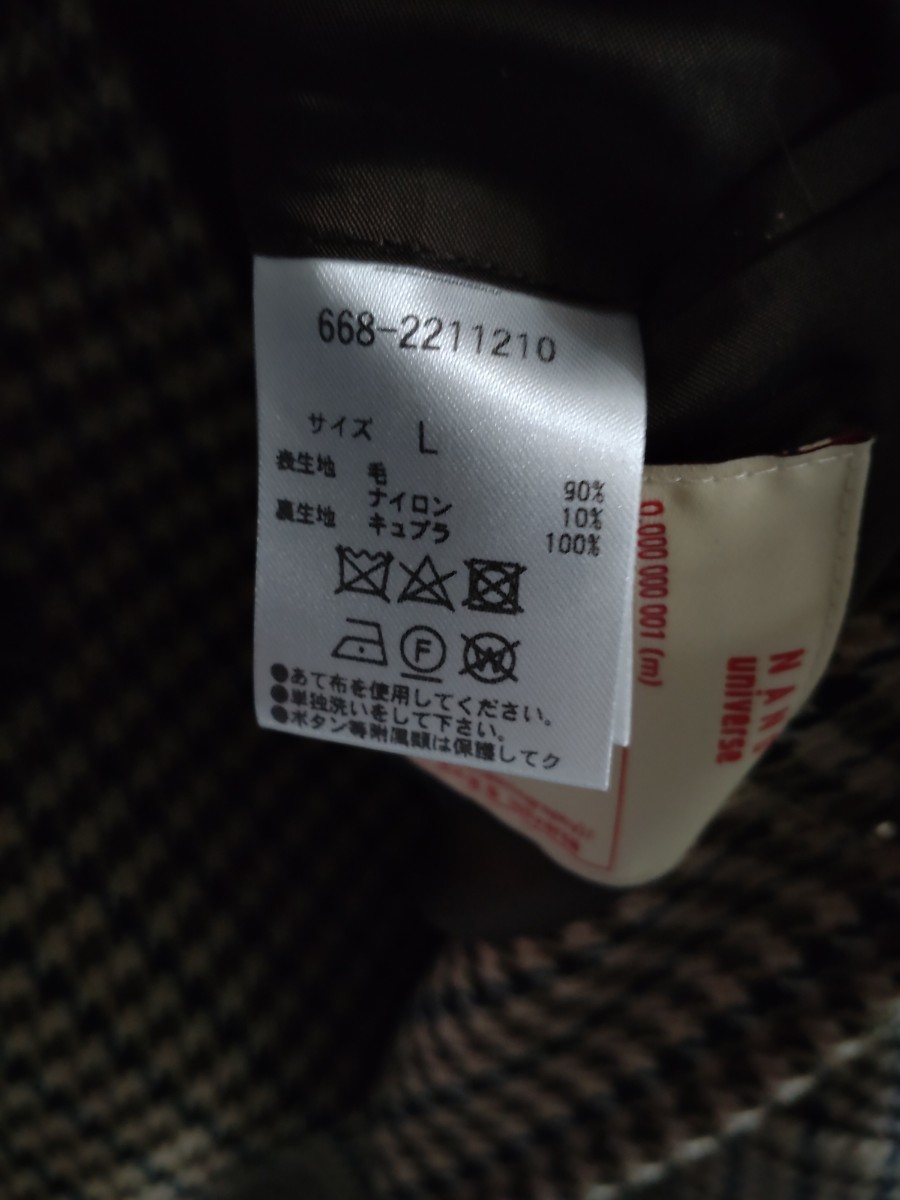 668-2211210
サイズ L
表生地 毛 90%
ナイロン 10%
裏生地 キュプラ 100%
F
W
●あて布を使用してください。
●単独洗いをして下さい。
●ボタン等附属類は保護してク
0.000 000 001 (m)
universe